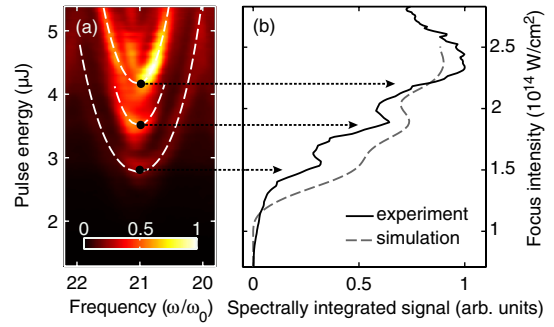 (a)
(b)
Pulse energy (μJ)
5
4
3
2
0 0.5 1
22 21 20
Frequency (ω/ω0)
experiment
simulation
0 0.5 1
Spectrally integrated signal (arb. units)
2.5
2
1.5
1
Focus intensity (10^14 W/cm^2)